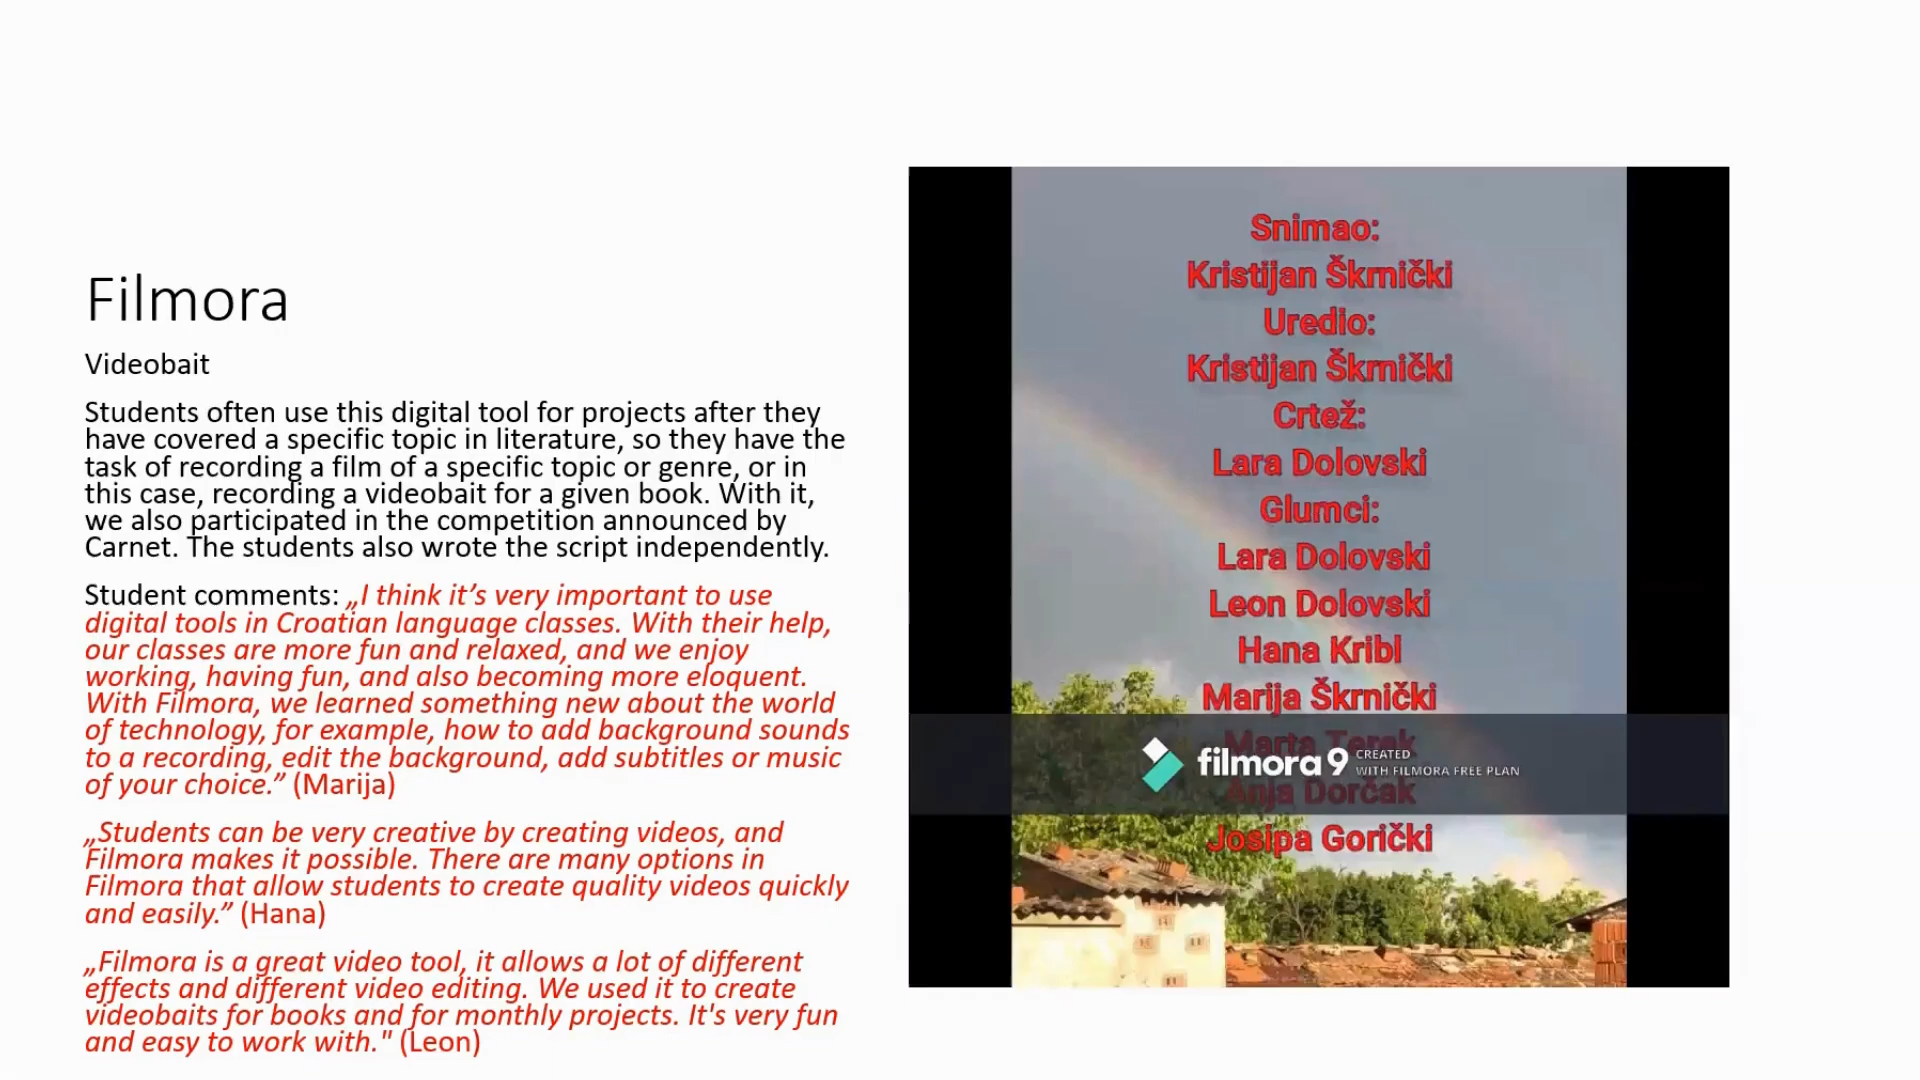 Filmora
Videobait
Students often use this digital tool for projects after they
have covered a specific topic in literature, so they have the
task of recording a film of a specific topic or genre, or in
this case, recording a videobait for a given book. With it,
we also participated in the competition announced by
Carnet. The students also wrote the script independently.
Student comments: „I think it’s very important to use
digital tools in Croatian language classes. With their help,
our classes are more fun and relaxed, and we enjoy
working, having fun, and also becoming more eloquent.
With Filmora, we learned something new about the world
of technology, for example, how to add background sounds
to a recording, edit the background, add subtitles or music
of your choice.” (Marija)
„Students can be very creative by creating videos, and
Filmora makes it possible. There are many options in
Filmora that allow students to create quality videos quickly
and easily.” (Hana)
„Filmora is a great video tool, it allows a lot of different
effects and different video editing. We used it to create
videobaits for books and for monthly projects. It's very fun
and easy to work with." (Leon)
Snimao:
Kristijan Škrnički
Uredio:
Kristijan Škrnički
Crtež:
Lara Dolovski
Glumci:
Lara Dolovski
Leon Dolovski
Hana Kribl
Marija Škrnički
Marta
filmora9 CREATED
WITH FILMORA FREE PLAN
Anja Dorčak
Josipa Gorički